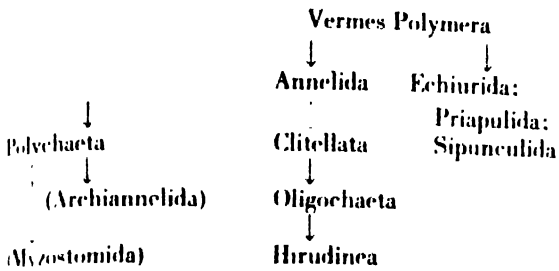 Vermes Polymera
Annelida Echiurida:
Priapulida:
Polychaeta Clitellata Sipunculida
(Archiannelida) Oligochaeta
(Myzostomida) Hirudinea